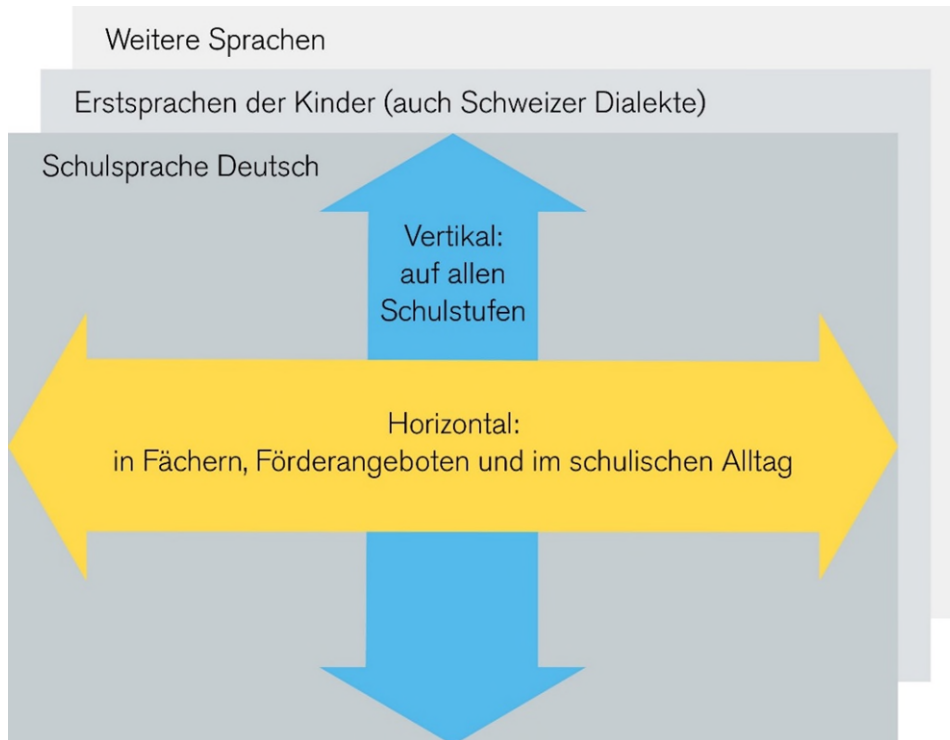 Weitere Sprachen
Erstsprachen der Kinder (auch Schweizer Dialekte)
Schulsprache Deutsch
Vertikal:
auf allen
Schulstufen
Horizontal:
in Fächern, Förderangeboten und im schulischen Alltag